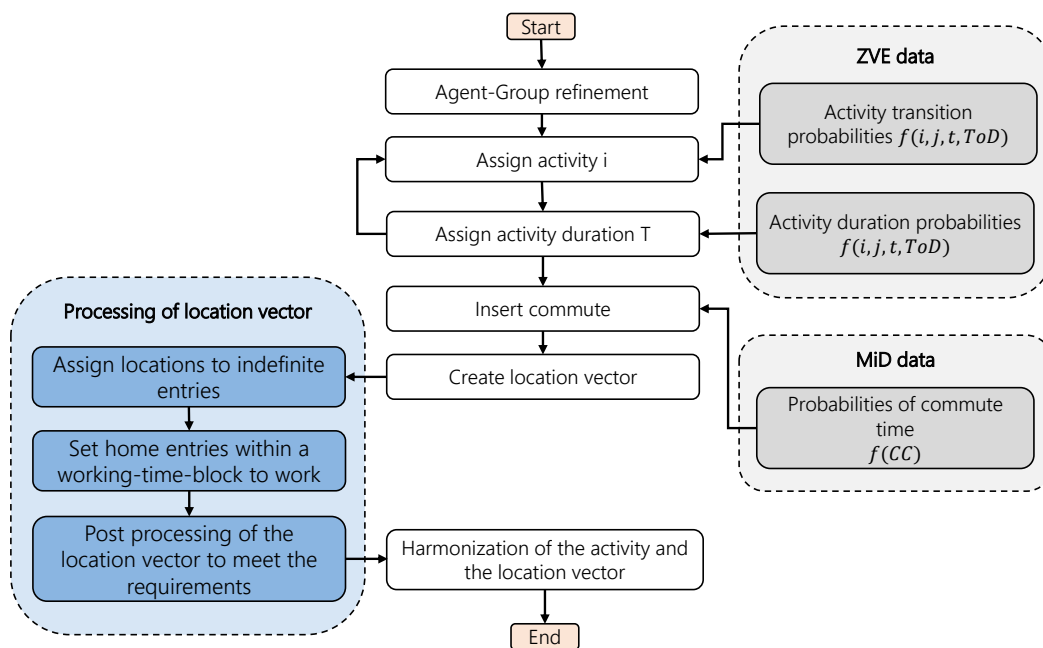 Start
Agent-Group refinement
Assign activity i
Assign activity duration T
Insert commute
Create location vector
ZVE data
Activity transition
probabilities f(i, j, t, ToD)
Activity duration probabilities
f(i, j, t, ToD)
MiD data
Probabilities of commute
time
f(CC)
Processing of location vector
Assign locations to indefinite
entries
Set home entries within a
working-time-block to work
Post processing of the
location vector to meet the
requirements
Harmonization of the activity and
the location vector
End